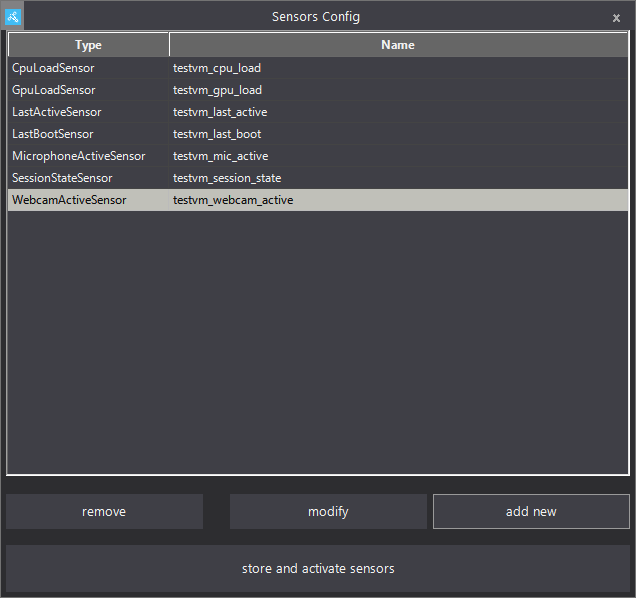 Sensors Config x
Type Name
CpuLoadSensor testvm_cpu_load
GpuLoadSensor testvm_gpu_load
LastActiveSensor testvm_last_active
LastBootSensor testvm_last_boot
MicrophoneActiveSensor testvm_mic_active
SessionStateSensor testvm_session_state
WebcamActiveSensor testvm_webcam_active
remove modify add new
store and activate sensors